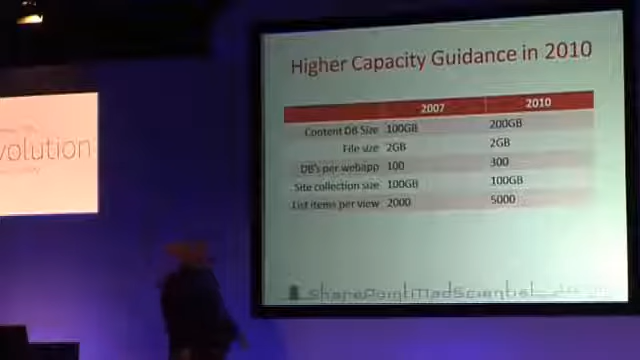 Higher Capacity Guidance in 2010
2007 2010
Content DB Size 100GB 200GB
File size 2GB 2GB
DB's per webapp 100 300
Site collection size 100GB 100GB
List items per view 2000 5000
SharePointMadScientist
volution